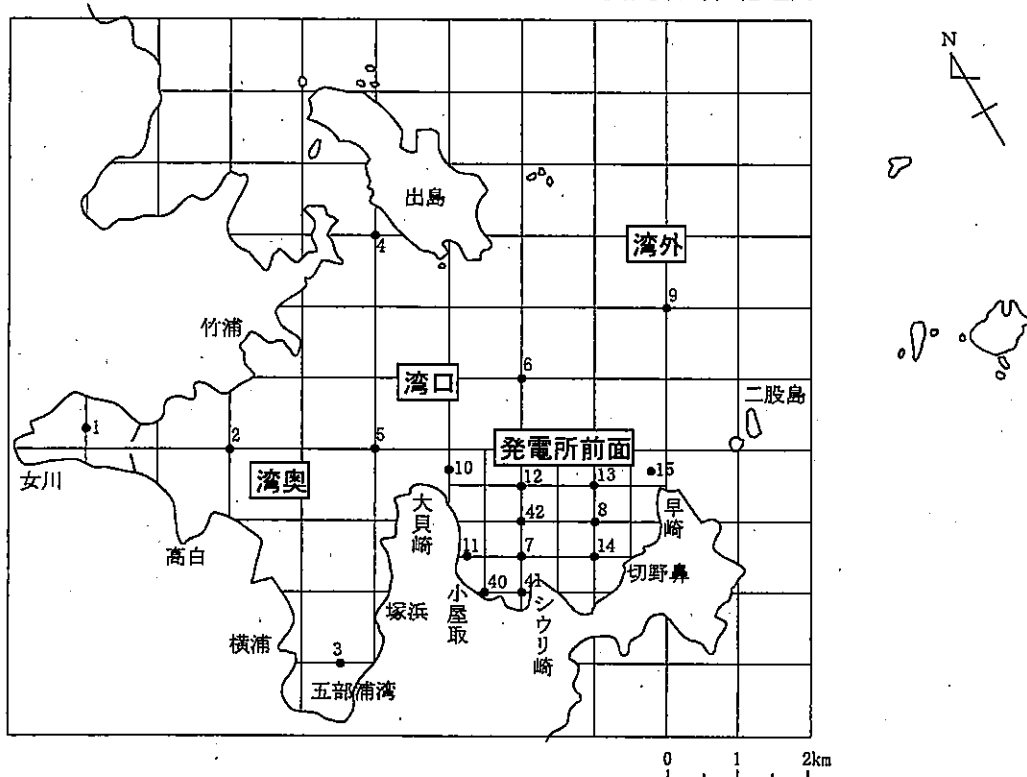 N
出島
湾外
4
9
竹浦
6
湾口
二股島
1
2
5
発電所前面
10
12
13
15
女川
湾奥
大貝崎
42
8
早崎
高白
11
7
14
切野鼻
40
41
小屋取
シウリ崎
塚浜
横浦
3
五部浦湾
0 1 2km